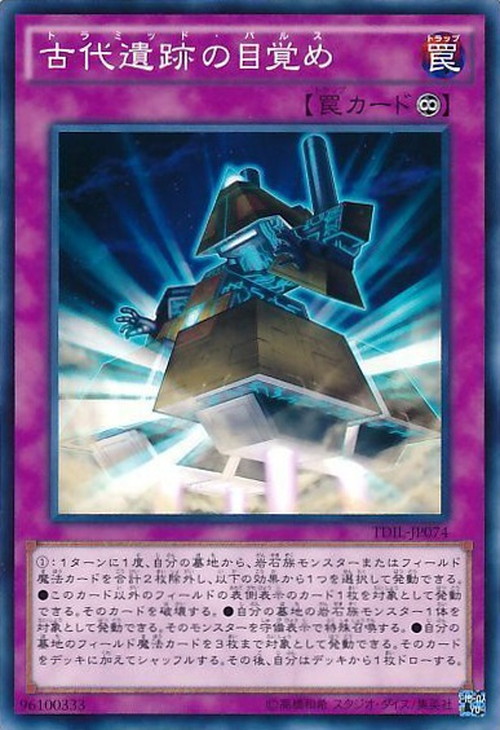 トラミッド・パルス
古代遺跡の目覚め
トラップ
罠
トラップ
【罠カード】
TDIL-JP074
①:1ターンに1度、自分の墓地から、岩石族モンスターまたはフィールド
魔法カードを合計2枚除外し、以下の効果から1つを選択して発動できる。
●このカード以外のフィールドの表側表示のカード1枚を対象として発動
できる。そのカードを破壊する。●自分の墓地の岩石族モンスター1体を
対象として発動できる。そのモンスターを守備表示で特殊召喚する。●自分の
墓地のフィールド魔法カードを3枚まで対象として発動できる。そのカード
をデッキに加えてシャッフルする。その後、自分はデッキから1枚ドローする。
96100333
©高橋和希 スタジオ・ダイス/集英社